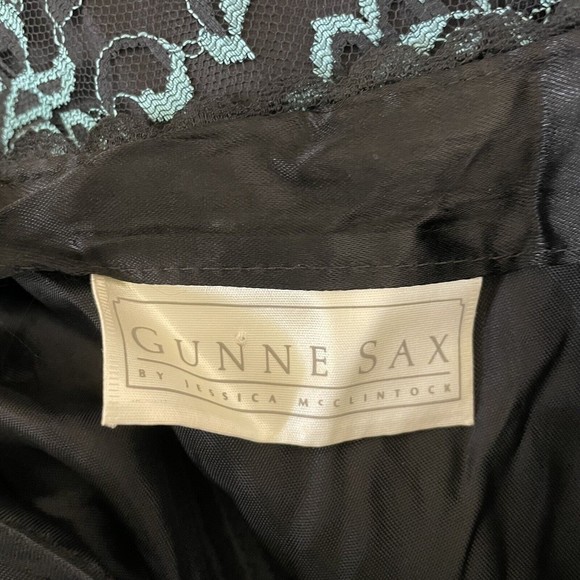 GUNNE SAX
BY JESSICA McCLINTOCK